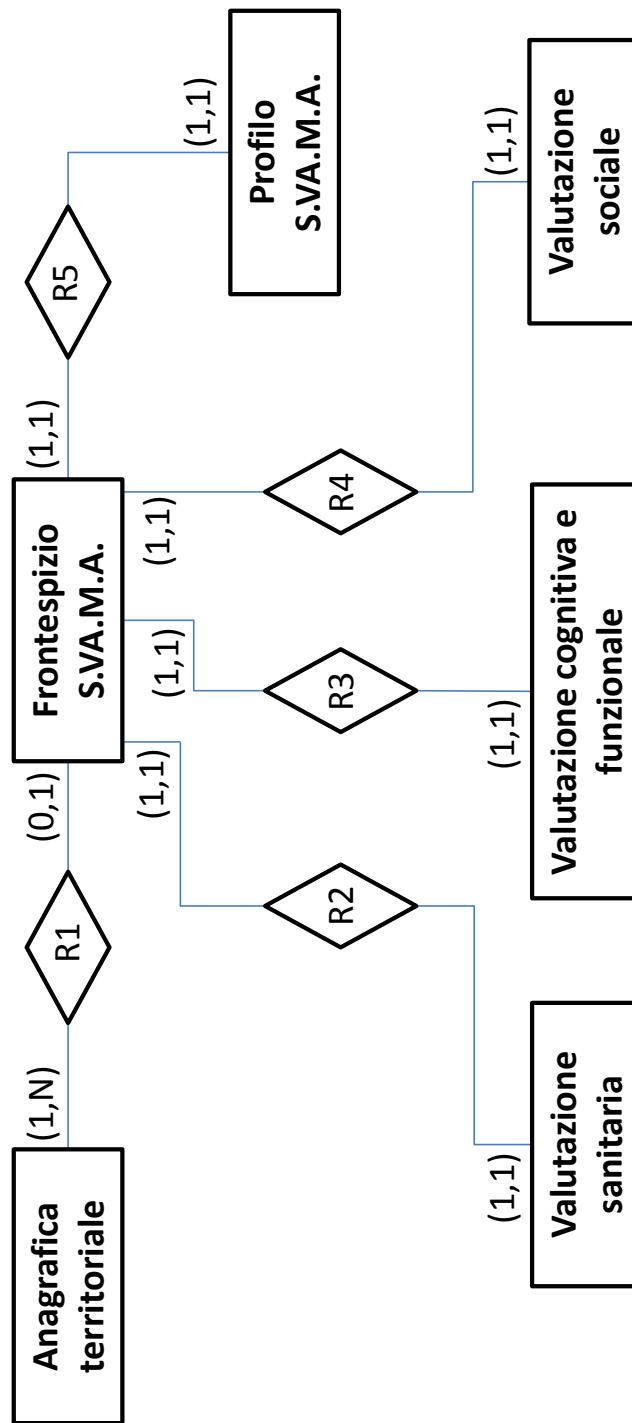 Anagrafica
territoriale
(1,N)
R1
(0,1)
Frontespizio
S.VA.M.A.
(1,1)
R5
(1,1)
Profilo
S.VA.M.A.
(1,1)
(1,1)
(1,1)
R2
R3
R4
(1,1)
(1,1)
(1,1)
Valutazione
sanitaria
Valutazione cognitiva e
funzionale
Valutazione
sociale